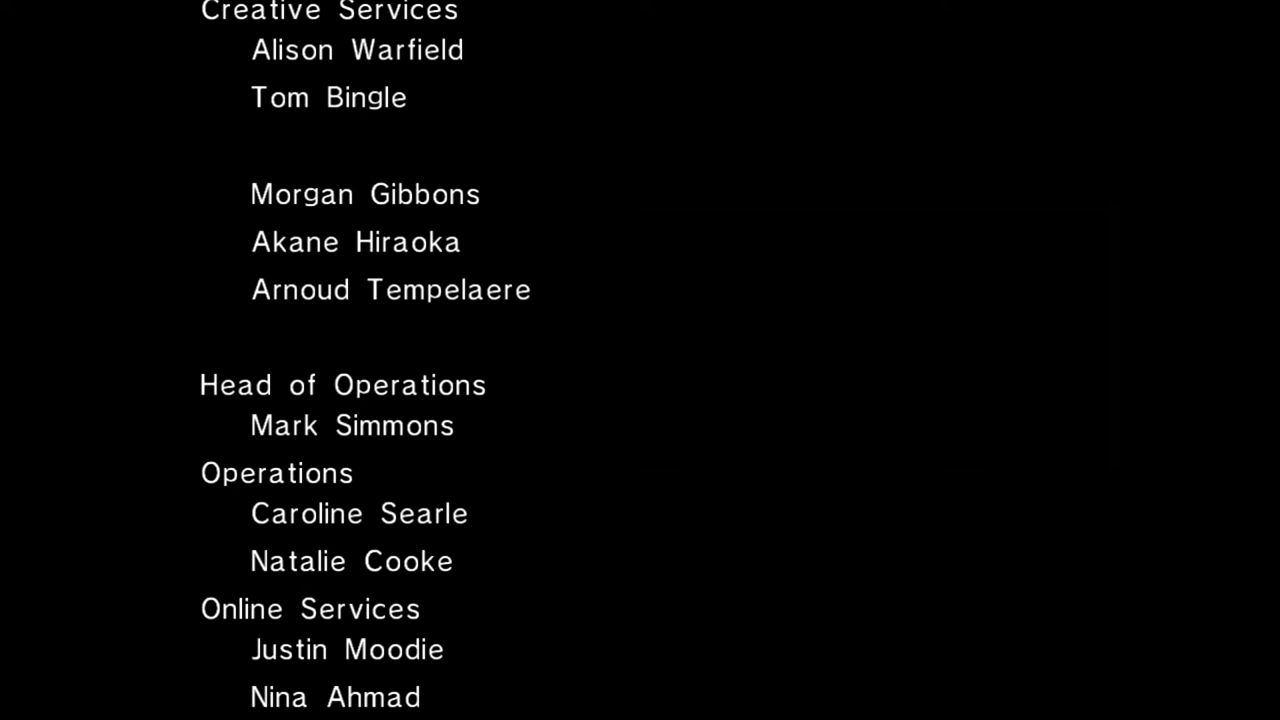 Creative Services
Alison Warfield
Tom Bingle
Morgan Gibbons
Akane Hiraoka
Arnoud Tempelaere
Head of Operations
Mark Simmons
Operations
Caroline Searle
Natalie Cooke
Online Services
Justin Moodie
Nina Ahmad